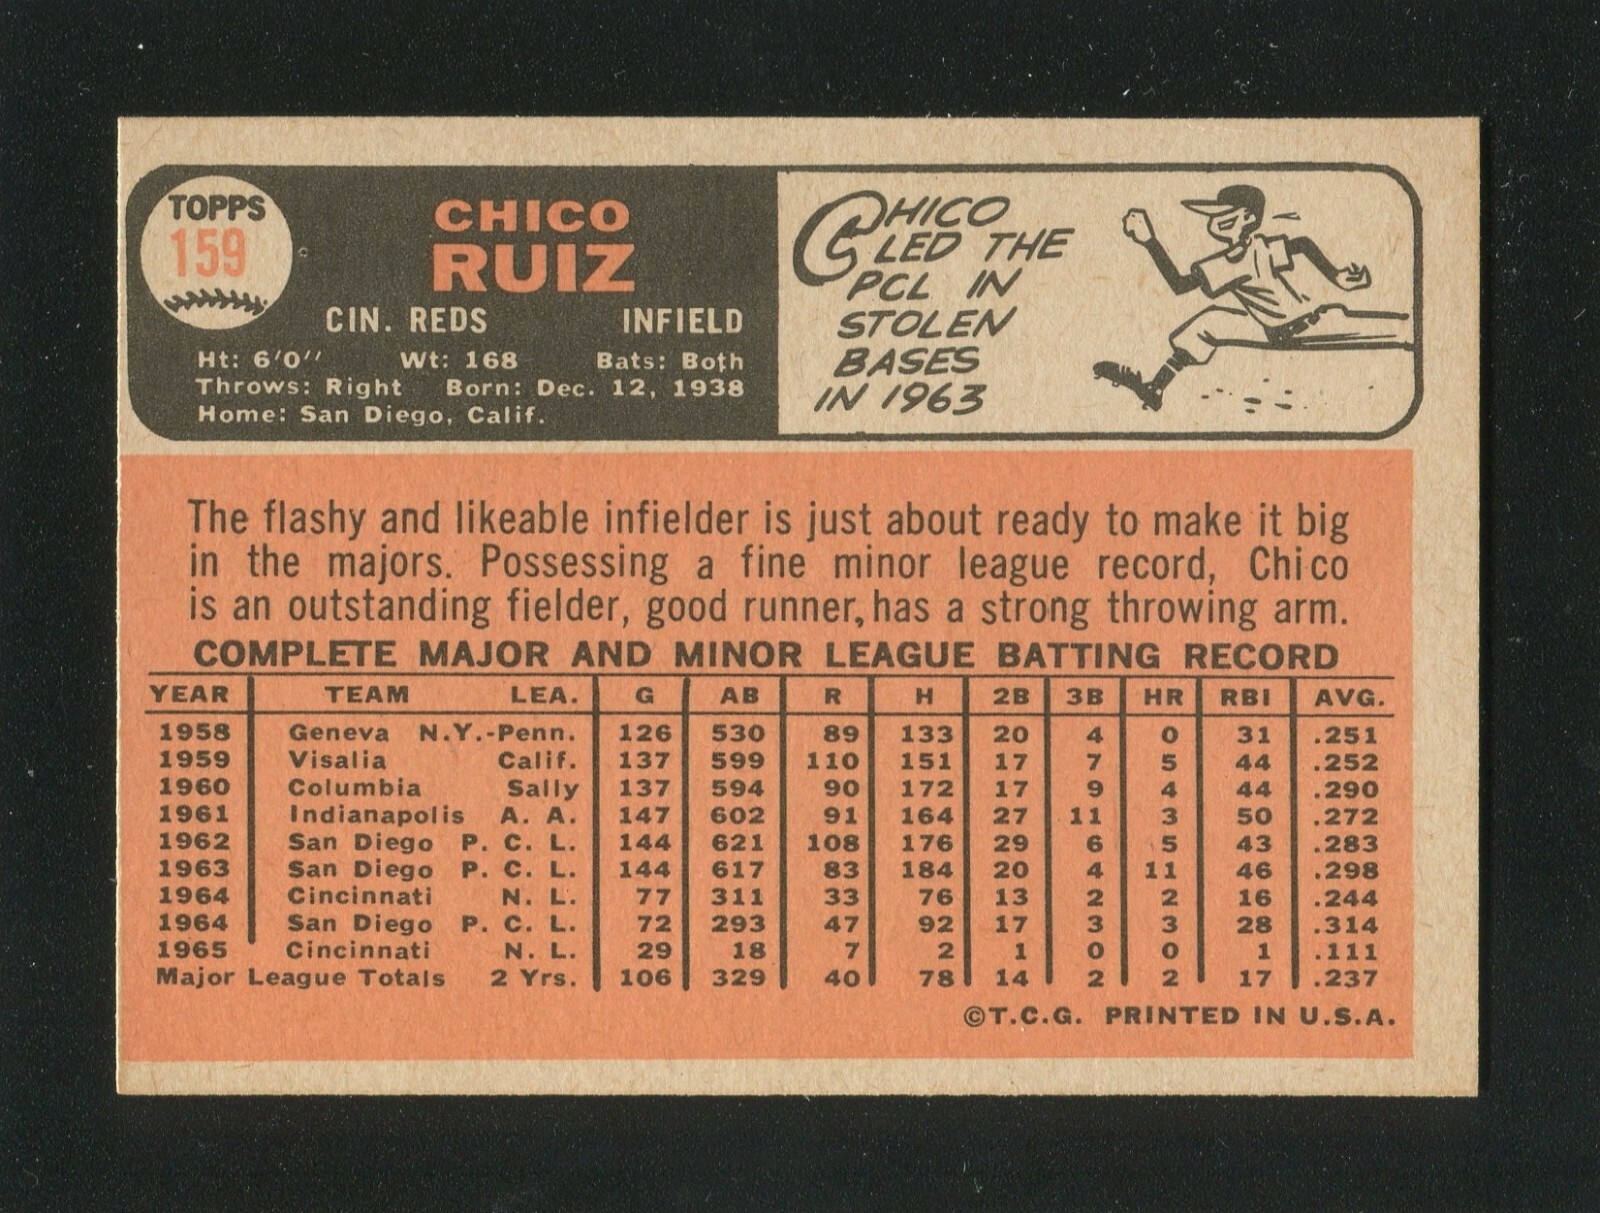 TOPPS
159
CHICO
RUIZ
CIN. REDS INFIELD
Ht: 6'0'' Wt: 168 Bats: Both
Throws: Right Born: Dec. 12, 1938
Home: San Diego, Calif.
CHICO
LED THE
PCL IN
STOLEN
BASES
IN 1963
The flashy and likeable infielder is just about ready to make it big
in the majors. Possessing a fine minor league record, Chico
is an outstanding fielder, good runner, has a strong throwing arm.
COMPLETE MAJOR AND MINOR LEAGUE BATTING RECORD
YEAR TEAM LEA. G AB R H 2B 3B HR RBI AVG.
1958 Geneva N.Y.-Penn. 126 530 89 133 20 4 0 31 .251
1959 Visalia Calif. 137 599 110 151 17 7 5 44 .252
1960 Columbia Sally 137 594 90 172 17 9 4 44 .290
1961 Indianapolis A. A. 147 602 91 164 27 11 3 50 .272
1962 San Diego P. C. L. 144 621 108 176 29 6 5 43 .283
1963 San Diego P. C. L. 144 617 83 184 20 4 11 46 .298
1964 Cincinnati N. L. 77 311 33 76 13 2 2 16 .244
1964 San Diego P. C. L. 72 293 47 92 17 3 3 28 .314
1965 Cincinnati N. L. 29 18 7 2 1 0 0 1 .111
Major League Totals 2 Yrs. 106 329 40 78 14 2 2 17 .237
©T.C.G. PRINTED IN U.S.A.